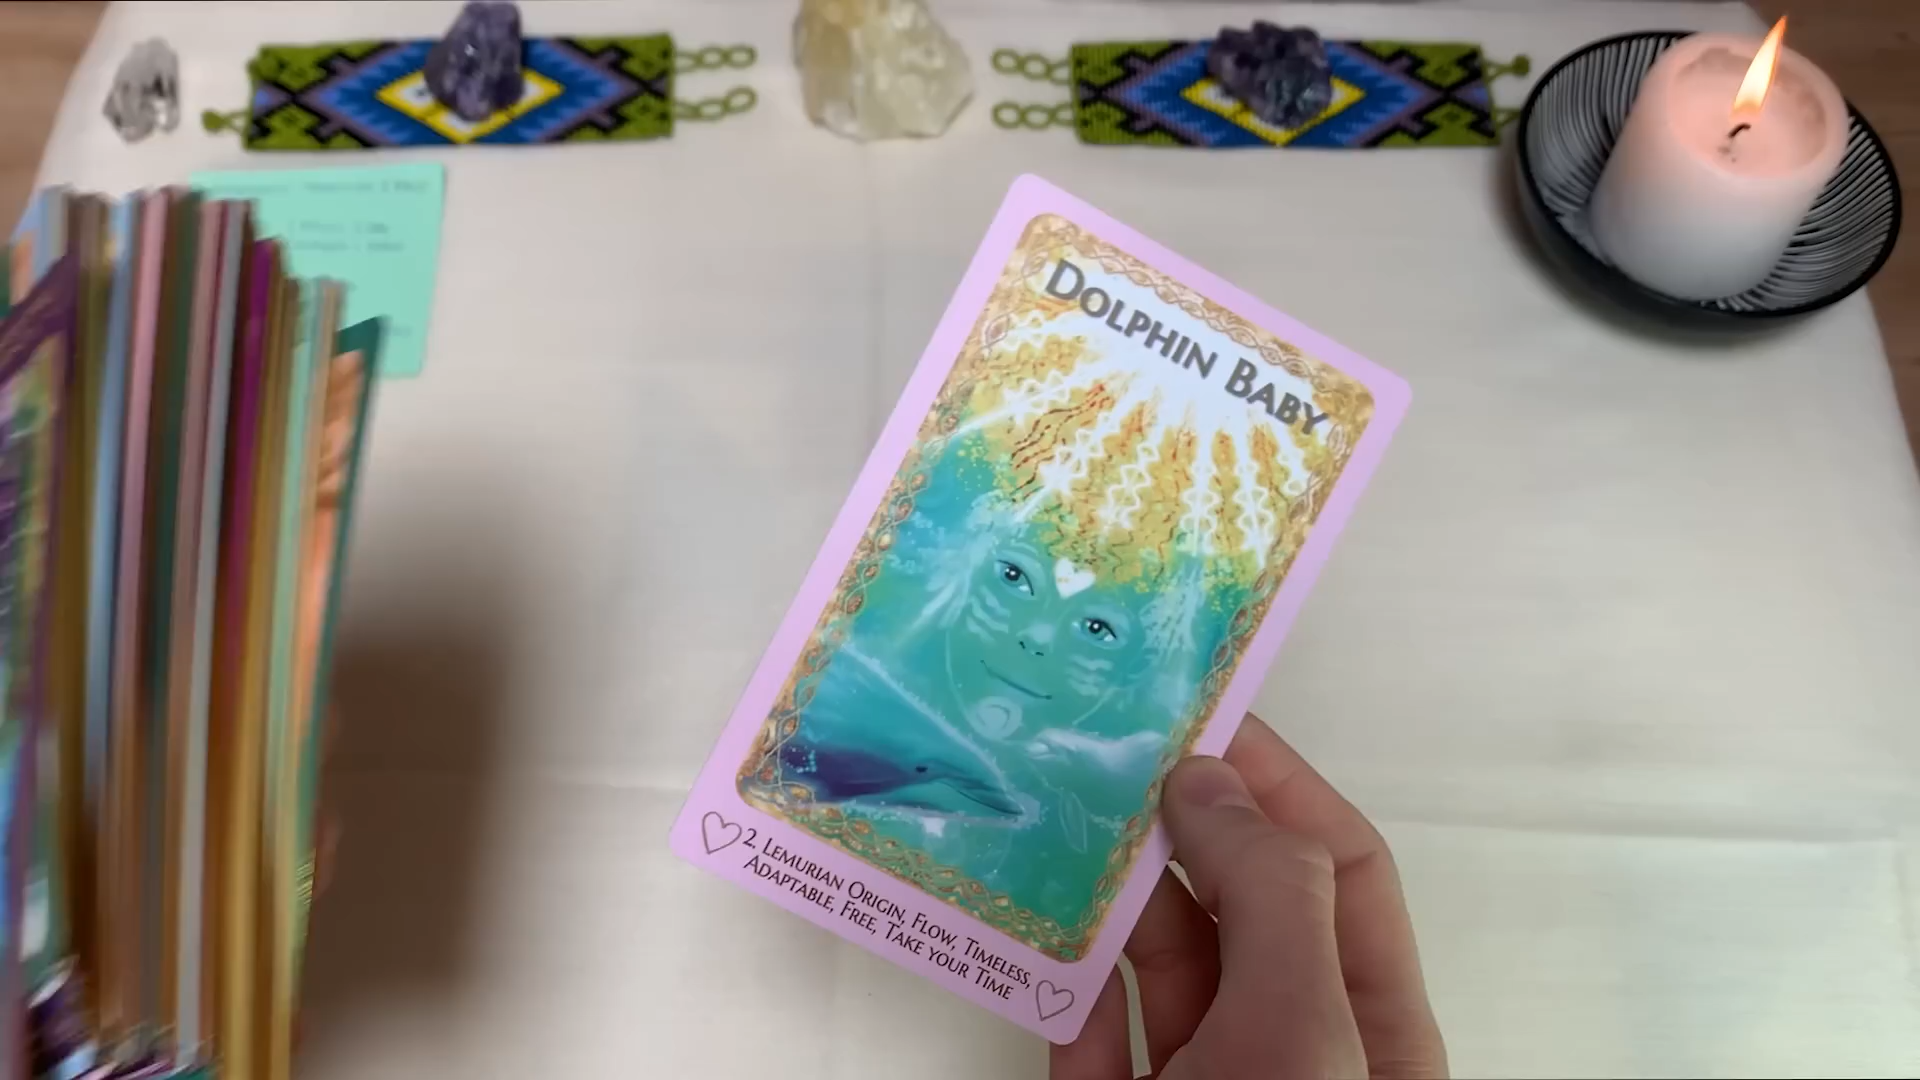 Dolphin Baby
2. Lemurian Origin, Flow, Timeless,
Adaptable, Free, Take your Time